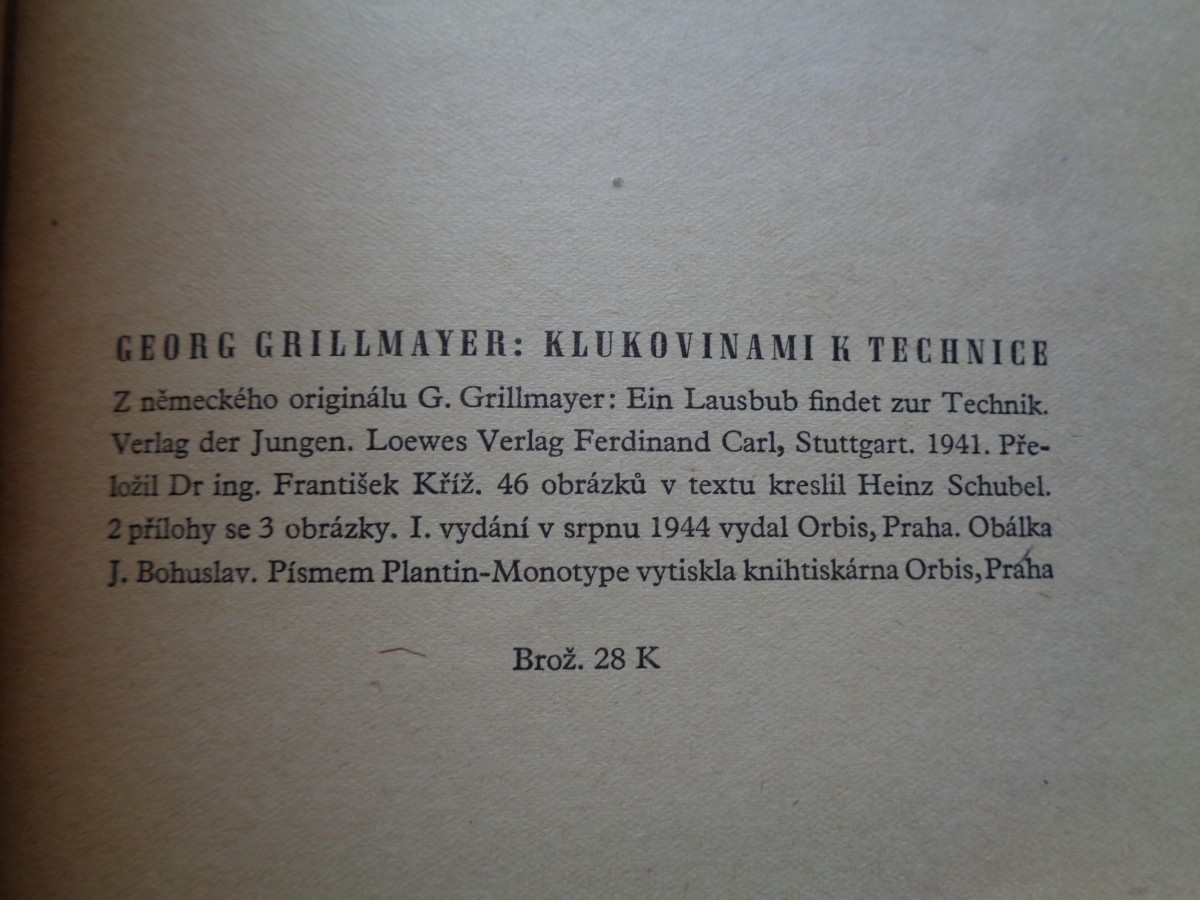 GEORG GRILLMAYER: KLUKOVINAMI K TECHNICE
Z německého originálu G. Grillmayer: Ein Lausbub findet zur Technik.
Verlag der Jungen. Loewes Verlag Ferdinand Carl, Stuttgart. 1941. Pře-
ložil Dr ing. František Kříž. 46 obrázků v textu kreslil Heinz Schubel.
2 přílohy se 3 obrázky. I. vydání v srpnu 1944 vydal Orbis, Praha. Obálka
J. Bohuslav. Písmem Plantin-Monotype vytiskla knihtiskárna Orbis, Praha
Brož. 28 K